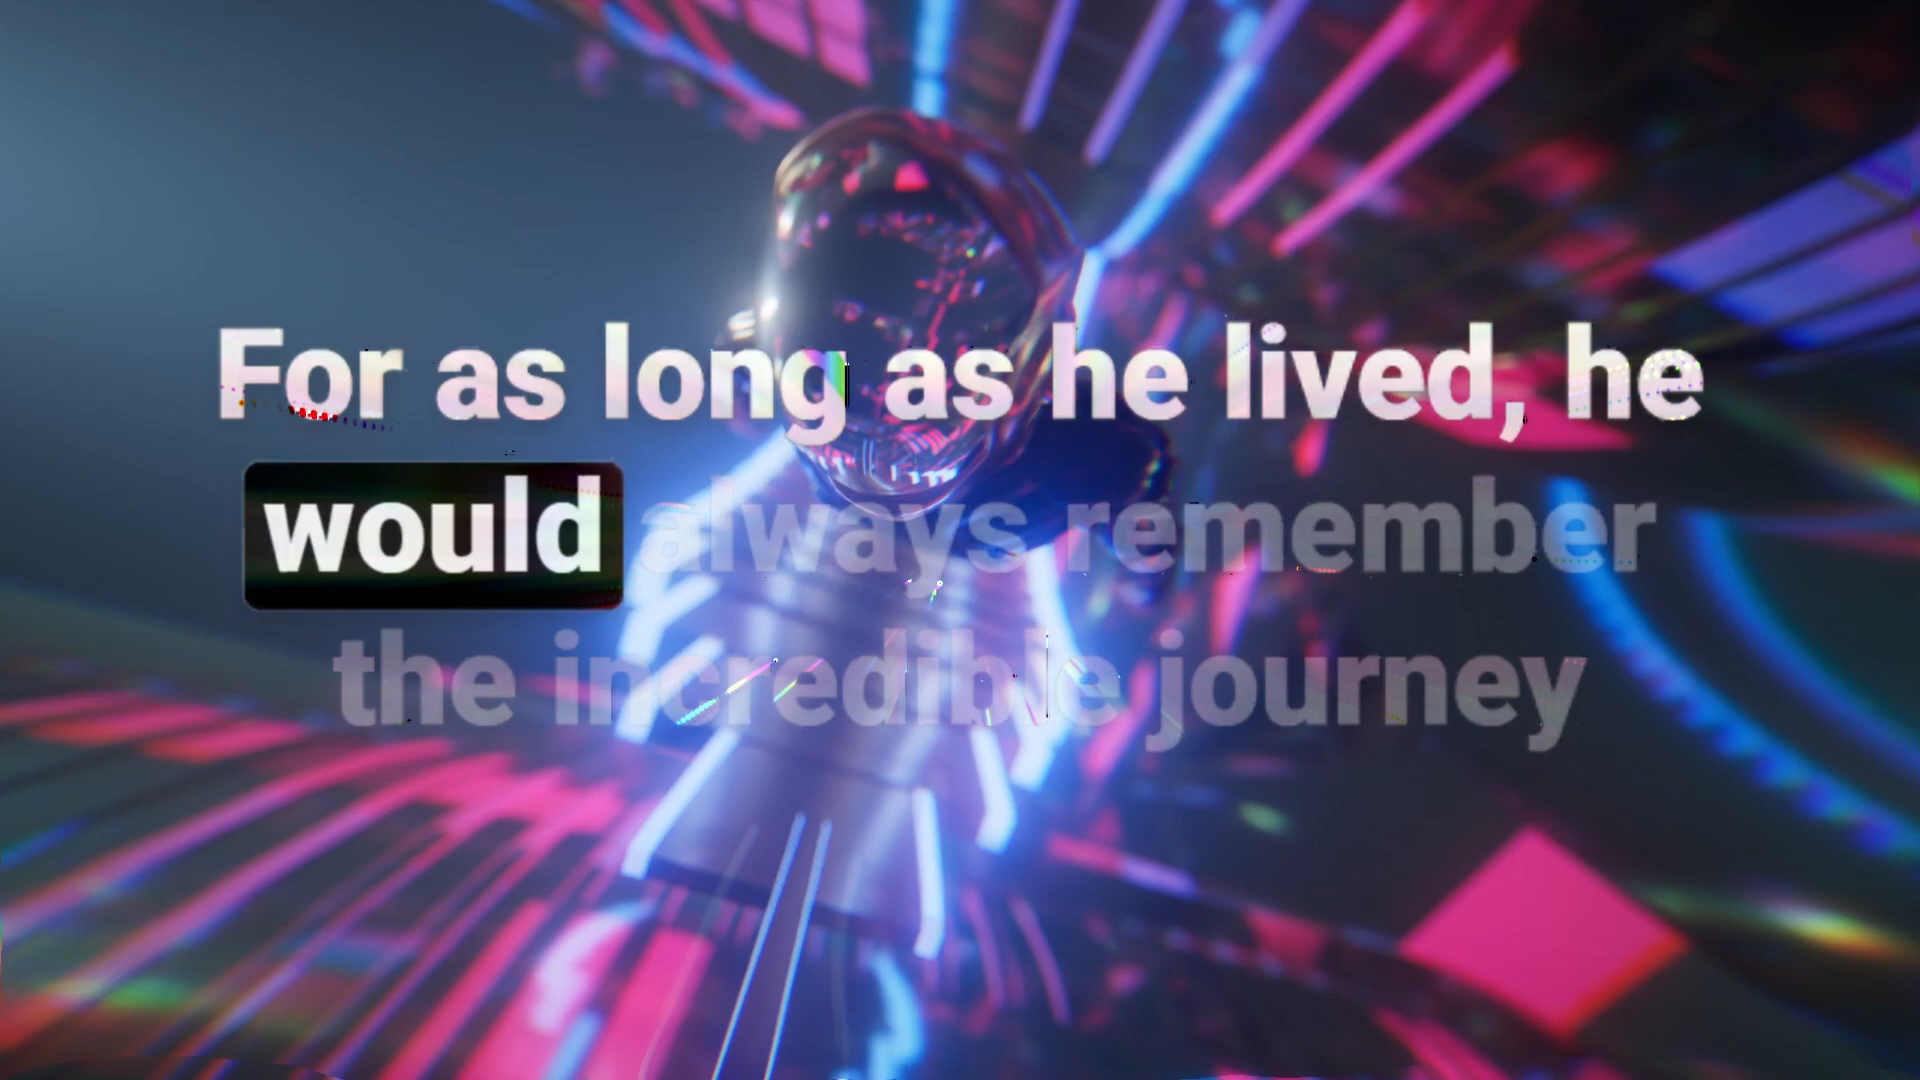 For as long as he lived, he
would always remember
the incredible journey